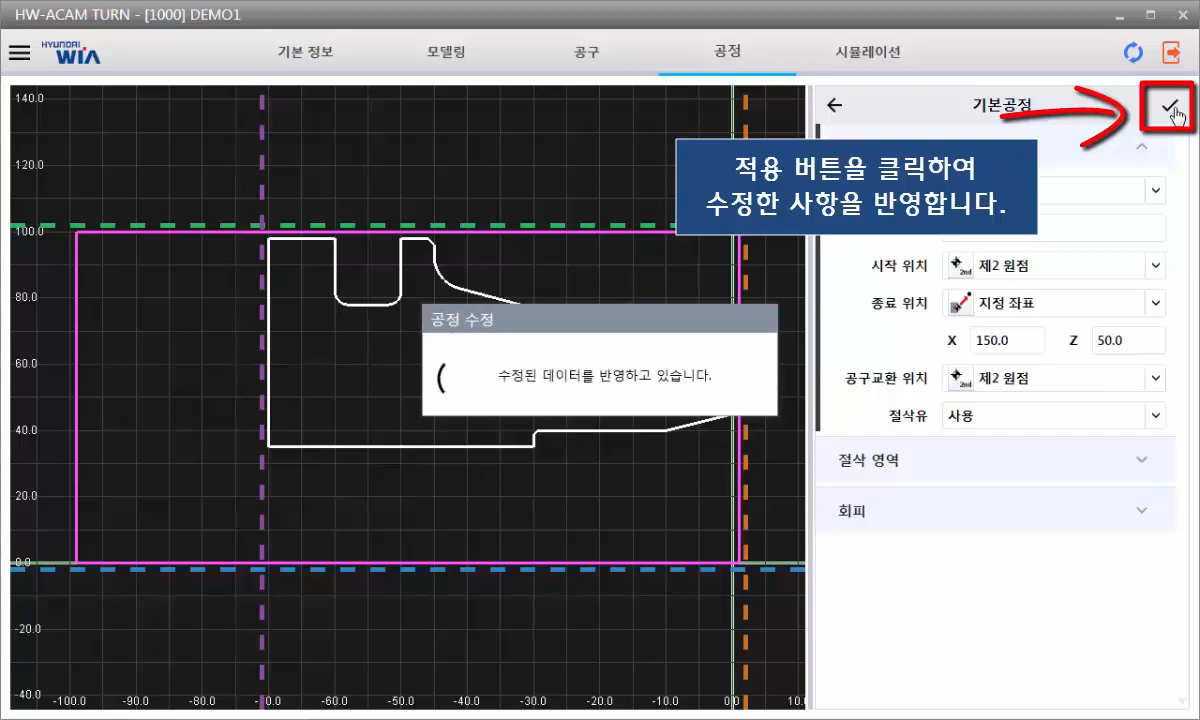 HW-ACAM TURN - [1000] DEMO1
HYUNDAI
WIA
기본 정보
모델링
공구
공정
시뮬레이션
기본공정
적용 버튼을 클릭하여
수정한 사항을 반영합니다.
시작 위치
2nd
제2 원점
종료 위치
지정 좌표
X
150.0
Z
50.0
공구교환 위치
2nd
제2 원점
절삭유
사용
절삭 영역
회피
공정 수정
수정된 데이터를 반영하고 있습니다.
140.0
120.0
100.0
80.0
60.0
40.0
20.0
0.0
-20.0
-40.0
-100.0
-90.0
-80.0
-60.0
-50.0
-40.0
-30.0
-20.0
-10.0
0.0